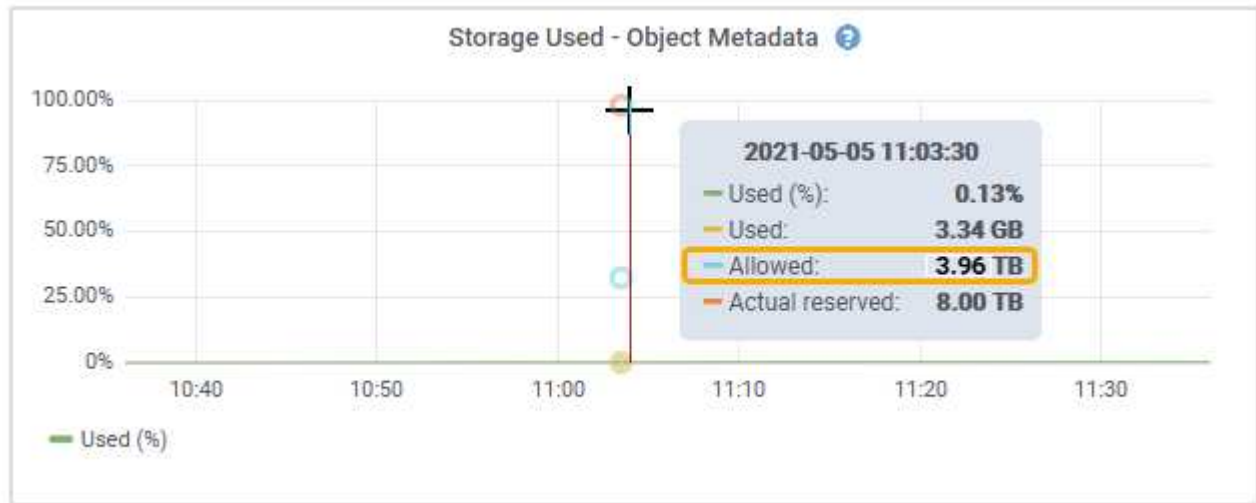 Storage Used - Object Metadata ?
100.00%
75.00%
50.00%
25.00%
0%
10:40 10:50 11:00 11:10 11:20 11:30
2021-05-05 11:03:30
Used (%): 0.13%
Used: 3.34 GB
Allowed: 3.96 TB
Actual reserved: 8.00 TB
Used (%)